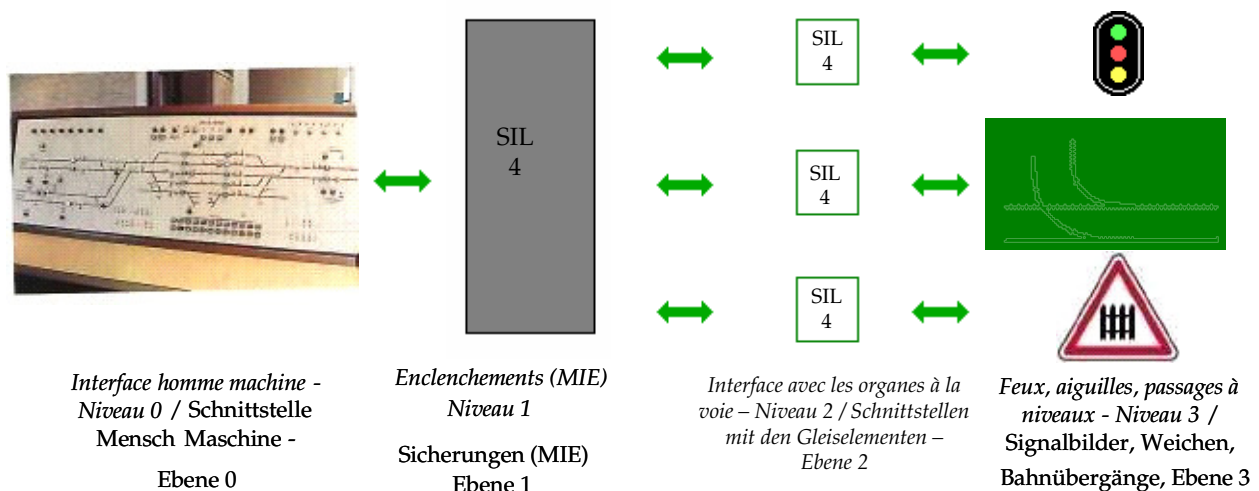 SIL
4
SIL
4
SIL
4
SIL
4
Interface homme machine -
Niveau 0 / Schnittstelle
Mensch Maschine -
Ebene 0
Enclenchements (MIE)
Niveau 1
Sicherungen (MIE)
Ebene 1
Interface avec les organes à la
voie – Niveau 2 / Schnittstellen
mit den Gleiselementen –
Ebene 2
Feux, aiguilles, passages à
niveaux - Niveau 3 /
Signalbilder, Weichen,
Bahnübergänge, Ebene 3